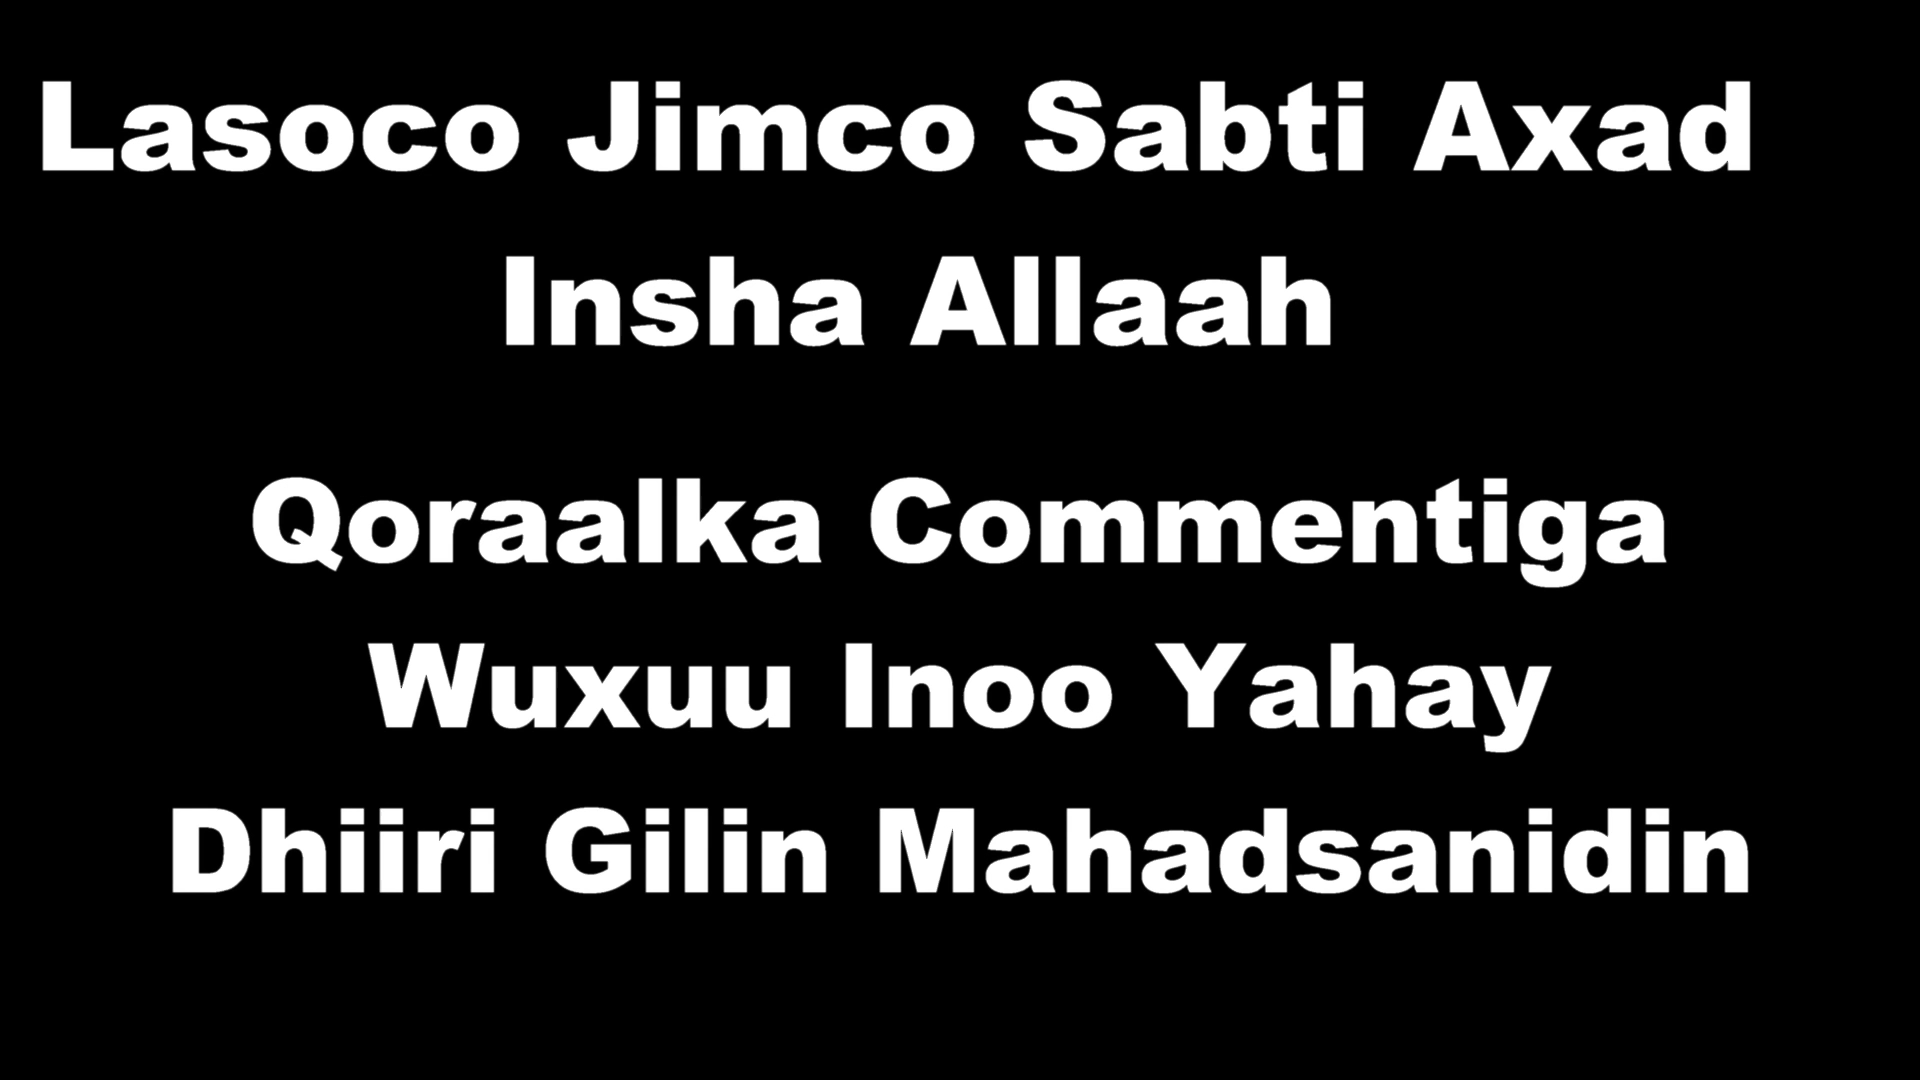 Lasoco Jimco Sabti Axad
Insha Allaah
Qoraalka Commentiga
Wuxuu Inoo Yahay
Dhiiri Gilin Mahadsanidin